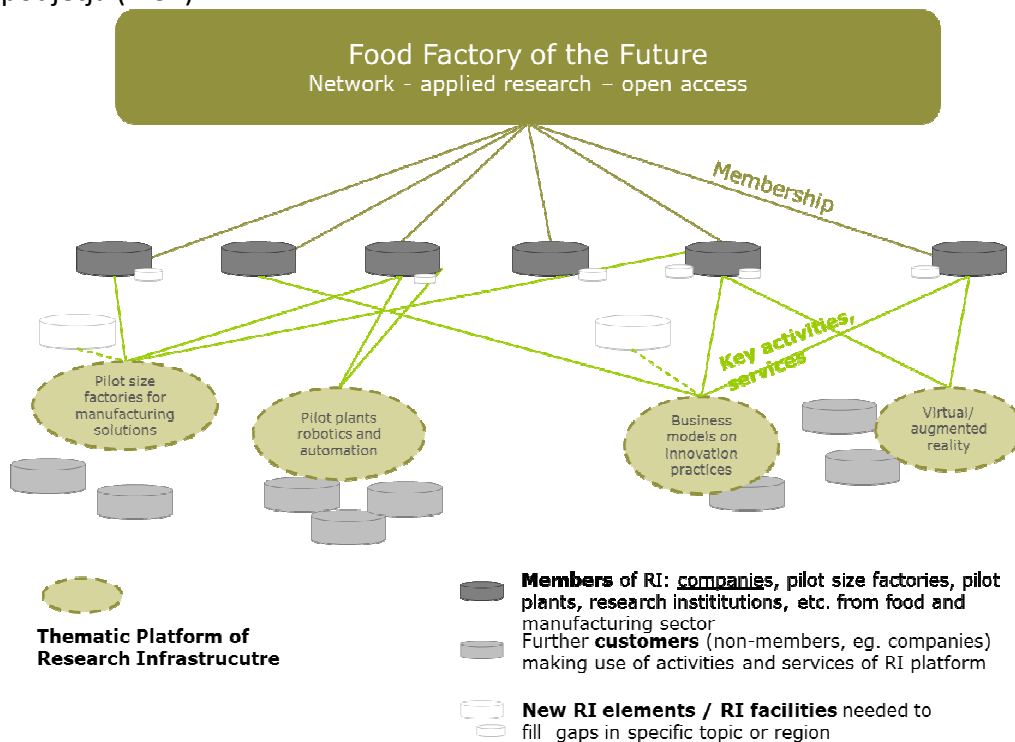 Food Factory of the Future
Network - applied research – open access
Membership
Key activities,
services
Pilot size
factories for
manufacturing
solutions
Pilot plants
robotics and
automation
Business
models on
innovation
practices
Virtual/
augmented
reality
Thematic Platform of
Research Infrastrucutre
Members of RI: companies, pilot size factories, pilot
plants, research instititutions, etc. from food and
manufacturing sector
Further customers (non-members, eg. companies)
making use of activities and services of RI platform
New RI elements / RI facilities needed to
fill gaps in specific topic or region